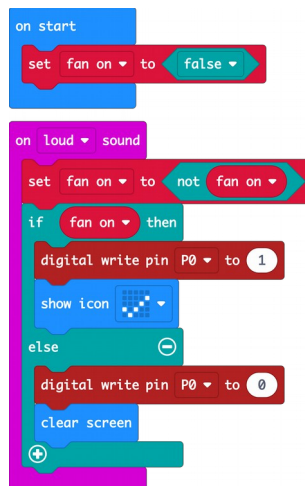 on start
set fan on to false
on loud sound
set fan on to not fan on
if fan on then
digital write pin P0 to 1
show icon
else
digital write pin P0 to 0
clear screen